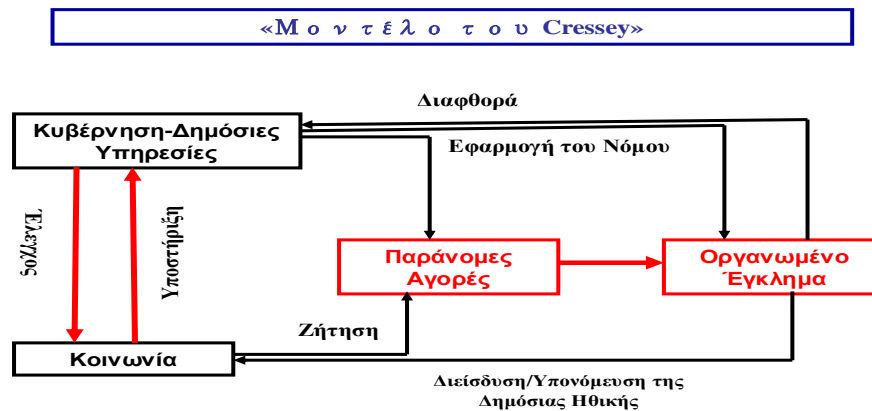 «Μοντέλο του Cressey»
Διαφθορά
Κυβέρνηση-Δημόσιες
Υπηρεσίες
Εφαρμογή του Νόμου
Έλεγχος
Υποστήριξη
Παράνομες
Αγορές
Οργανωμένο
Έγκλημα
Ζήτηση
Κοινωνία
Διείσδυση/Υπονόμευση της
Δημόσιας Ηθικής